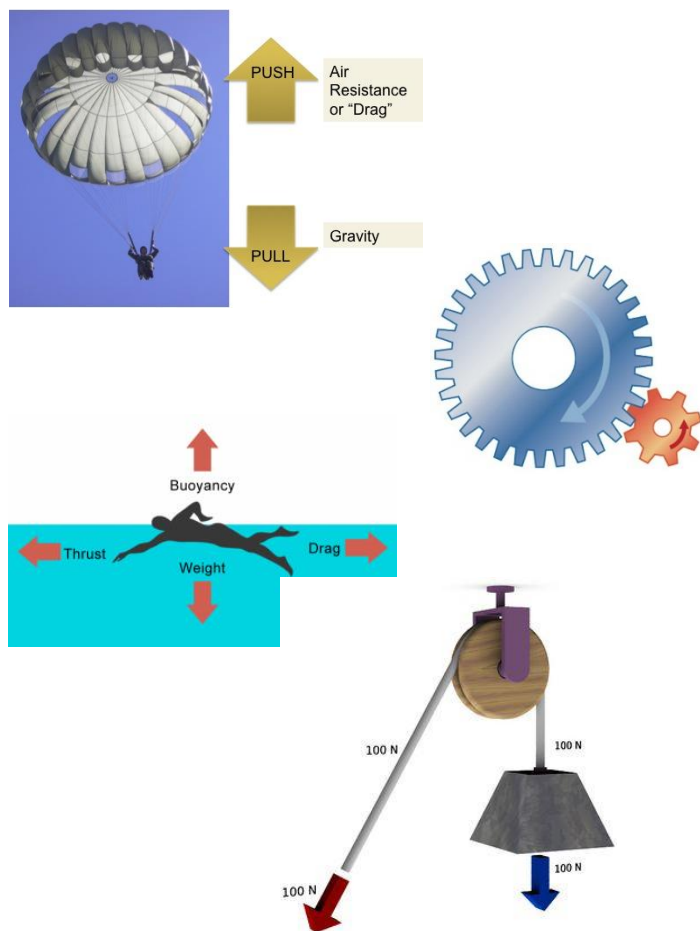 PUSH
Air
Resistance
or “Drag”
PULL
Gravity
Buoyancy
Thrust
Drag
Weight
100 N
100 N
100 N
100 N